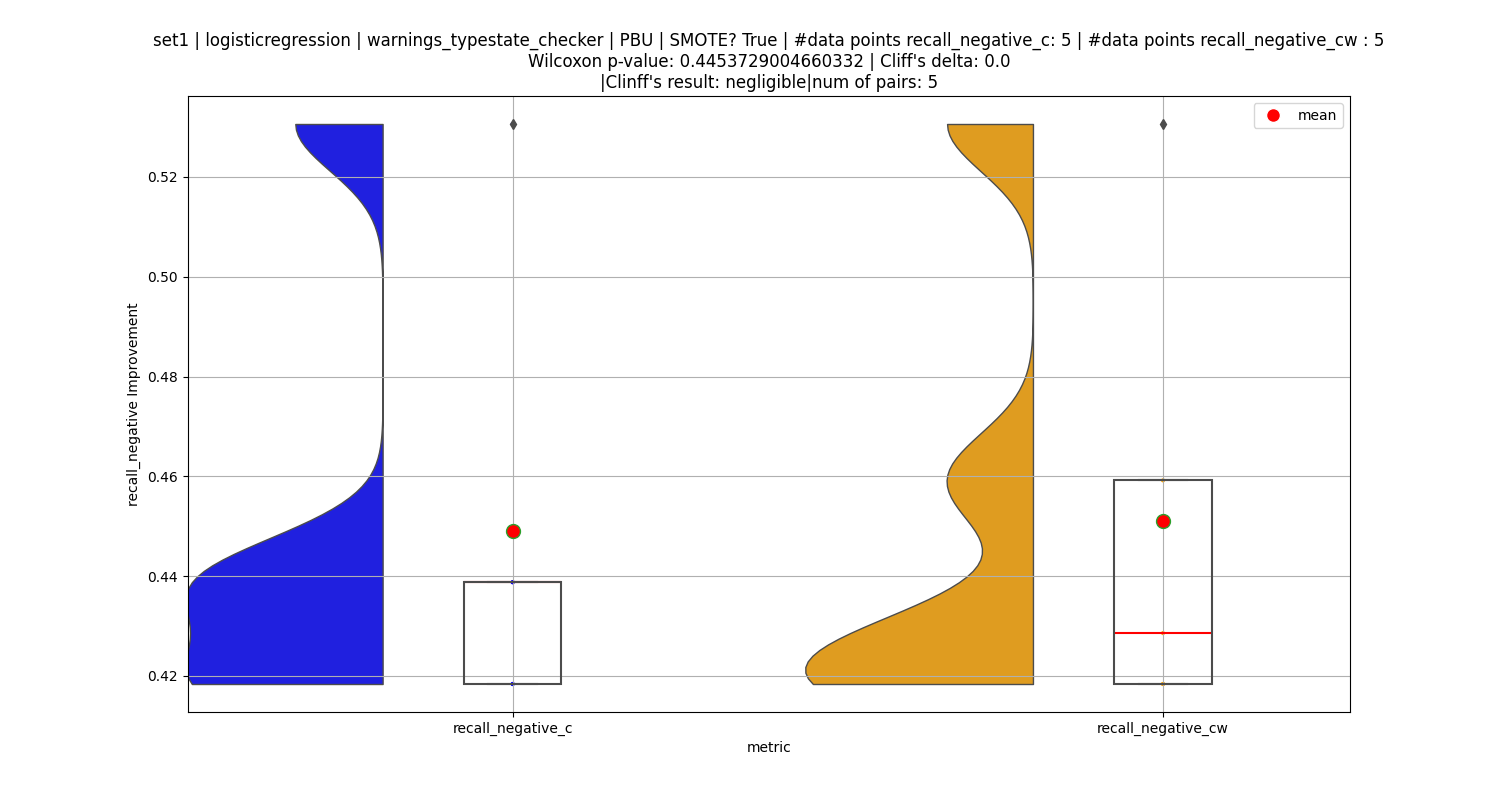 set1 | logisticregression | warnings_typestate_checker | PBU | SMOTE? True | #data points recall_negative_c: 5 | #data points recall_negative_cw : 5
Wilcoxon p-value: 0.4453729004660332 | Cliff's delta: 0.0
|Clinff's result: negligible|num of pairs: 5
mean
0.52
0.50
0.48
0.46
0.44
0.42
recall_negative Improvement
recall_negative_c
recall_negative_cw
metric